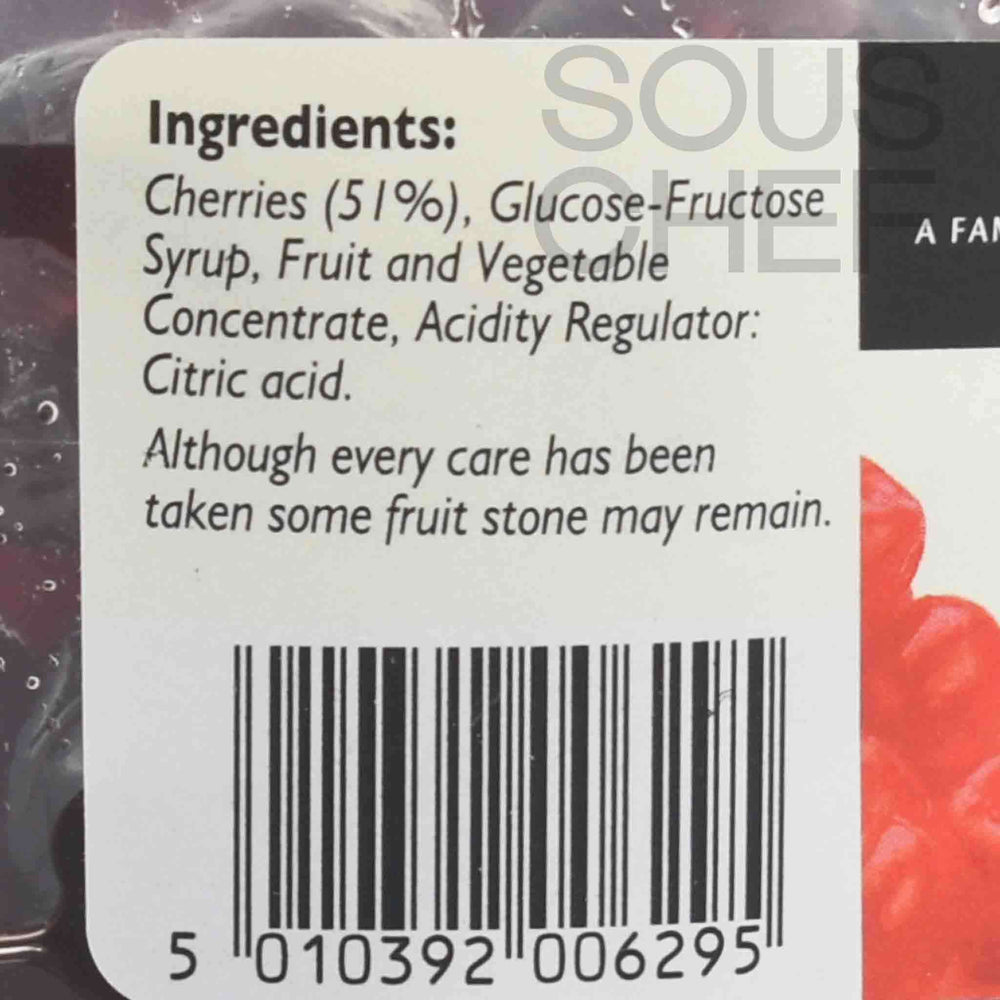 SOUS
CHEF
Ingredients:
Cherries (51%), Glucose-Fructose
Syrup, Fruit and Vegetable
Concentrate, Acidity Regulator:
Citric acid.
Although every care has been
taken some fruit stone may remain.
A
5 010392 006295